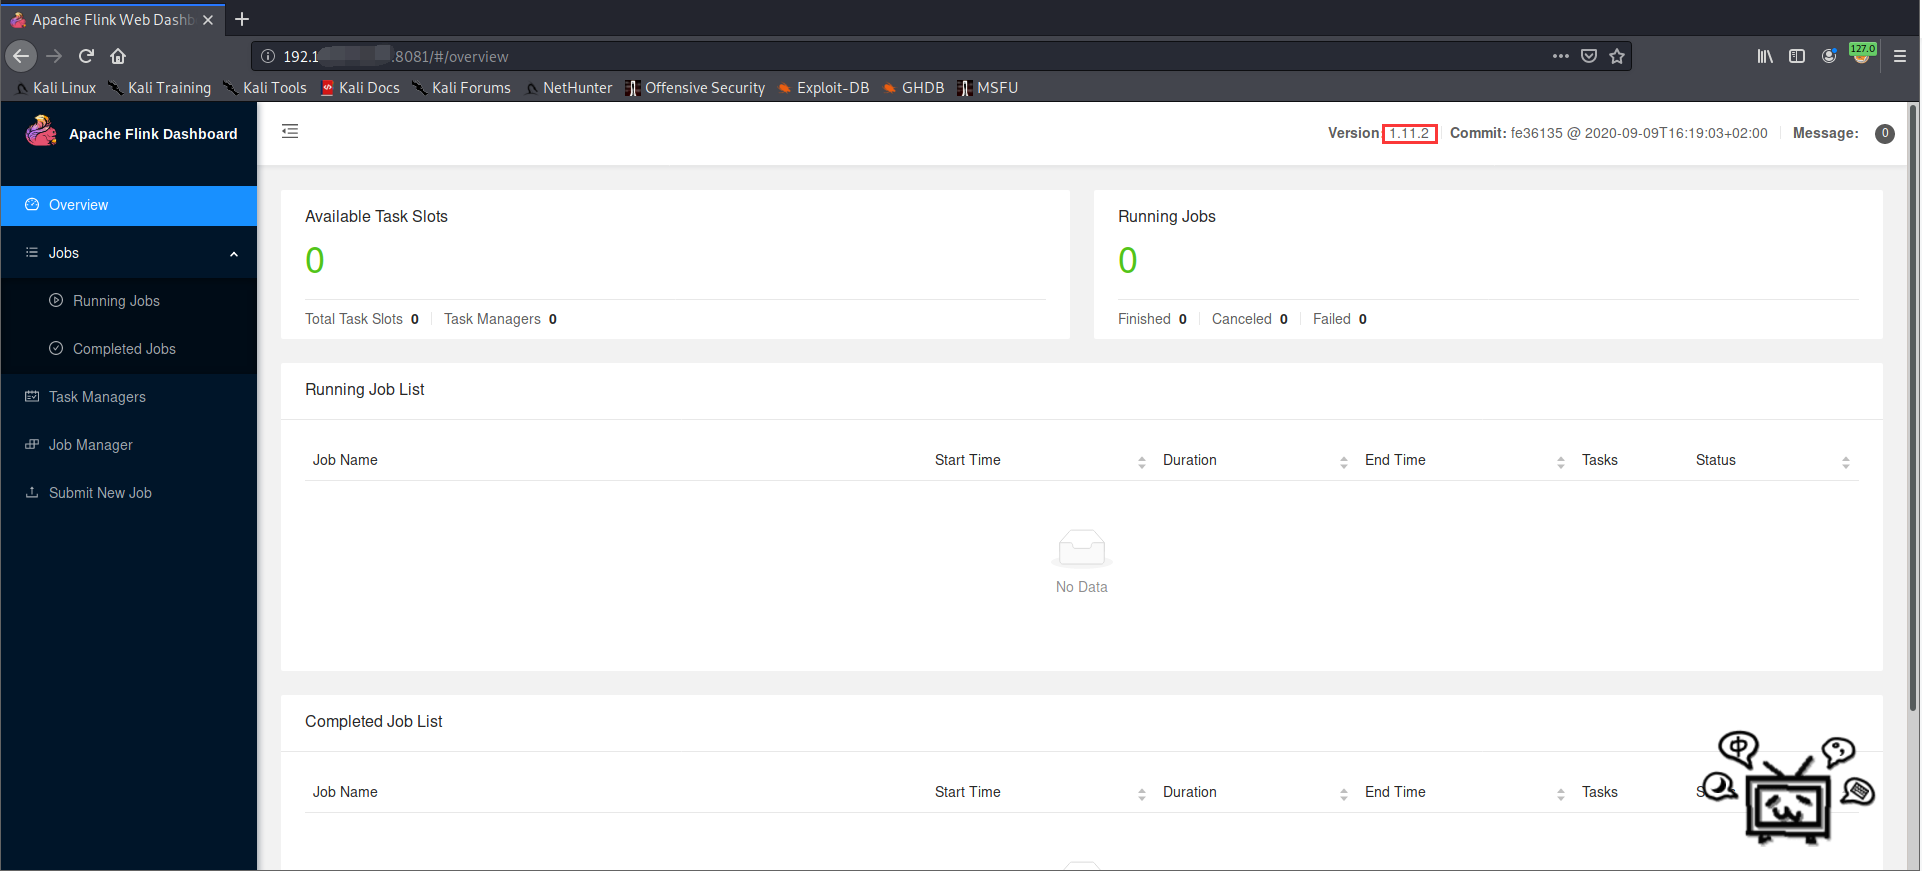 Apache Flink Web Dashb
192.1 .8081/#/overview
127.0
Kali Linux Kali Training Kali Tools Kali Docs Kali Forums NetHunter Offensive Security Exploit-DB GHDB MSFU
Apache Flink Dashboard
Version: 1.11.2 Commit: fe36135 @ 2020-09-09T16:19:03+02:00 Message: 0
Overview
Jobs
Running Jobs
Completed Jobs
Task Managers
Job Manager
Submit New Job
Available Task Slots
0
Total Task Slots 0 Task Managers 0
Running Jobs
0
Finished 0 Canceled 0 Failed 0
Running Job List
Job Name Start Time Duration End Time Tasks Status
No Data
Completed Job List
Job Name Start Time Duration End Time Tasks
中